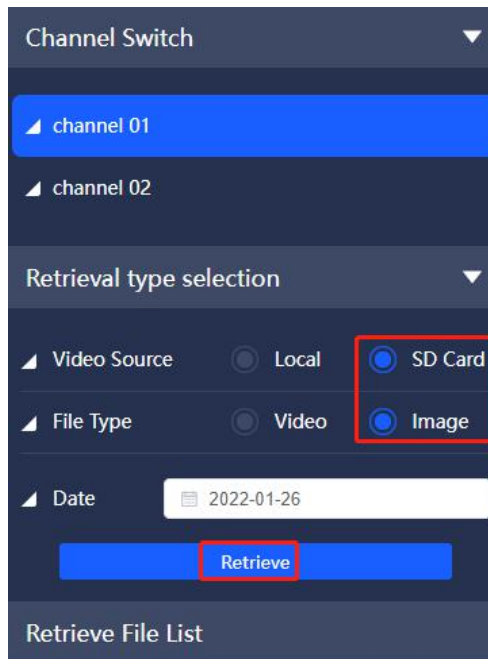 Channel Switch
channel 01
channel 02
Retrieval type selection
Video Source Local SD Card
File Type Video Image
Date 2022-01-26
Retrieve
Retrieve File List